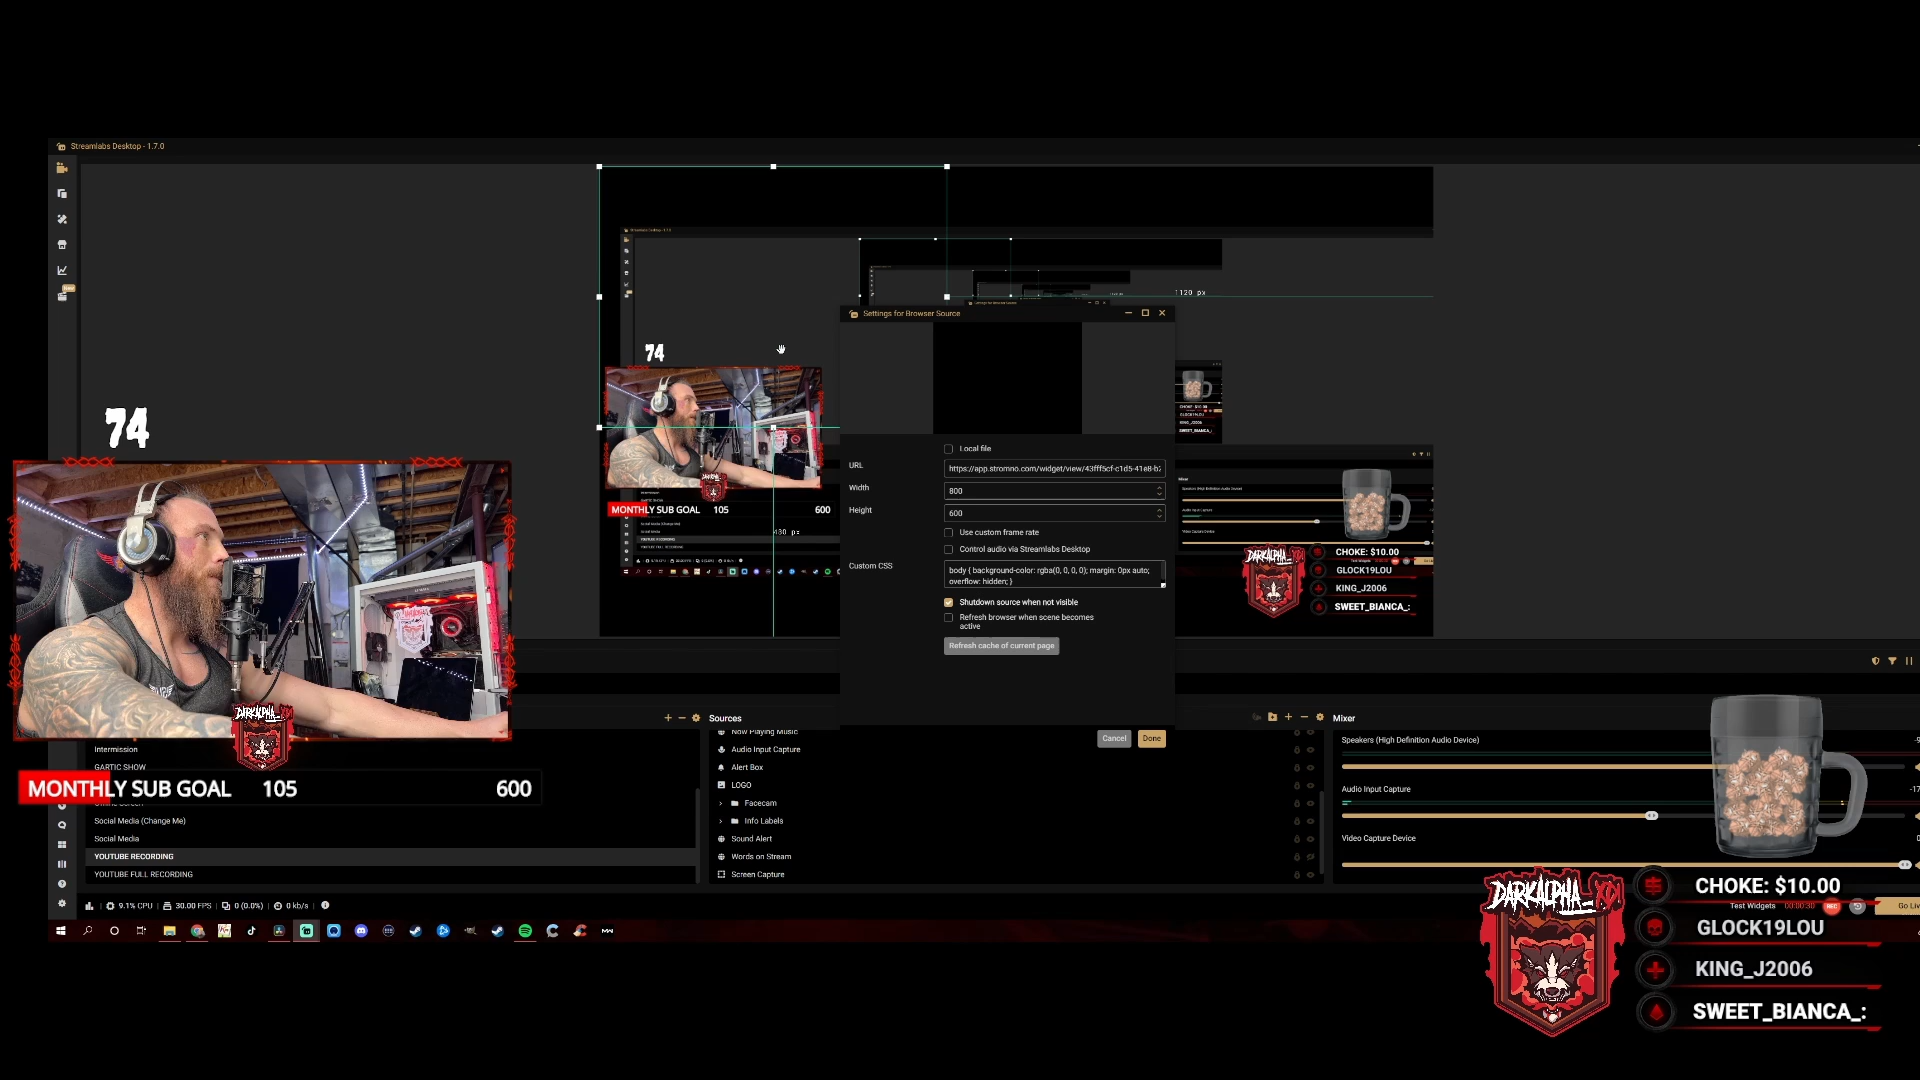 Streamlabs Desktop - 1.7.0
1120 px
Settings for Browser Source
74
74
Local file
URL
https://app.stromno.com/widget/view/43fff5cf-c1d5-41e8-b
Width
800
Height
600
Use custom frame rate
Control audio via Streamlabs Desktop
Custom CSS
body { background-color: rgba(0, 0, 0, 0); margin: 0px auto;
overflow: hidden; }
Shutdown source when not visible
Refresh browser when scene becomes
active
Refresh cache of current page
Cancel
Done
MONTHLY SUB GOAL 105 600
480 px
CHOKE: $10.00
GLOCK19LOU
KING_J2006
SWEET_BIANCA_:
DARKALPHA_XP1
Sources
Now Playing Music
Audio Input Capture
Alert Box
LOGO
Facecam
Info Labels
Sound Alert
Words on Stream
Screen Capture
Mixer
Speakers (High Definition Audio Device)
Audio Input Capture
Video Capture Device
Intermission
GARTIC SHOW
MONTHLY SUB GOAL 105 600
Social Media (Change Me)
Social Media
YOUTUBE RECORDING
YOUTUBE FULL RECORDING
9.1% CPU
30.00 FPS
0 (0.0%)
0 kb/s
CHOKE: $10.00
Test Widgets 00:00:30 REC
GLOCK19LOU
KING_J2006
SWEET_BIANCA_: